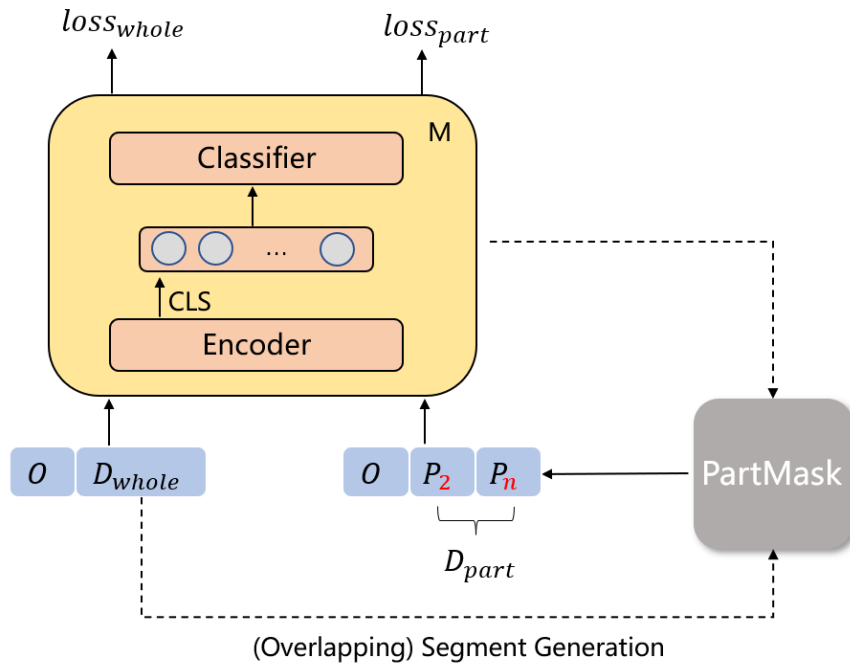 loss_whole loss_part
M
Classifier
...
CLS
Encoder
O D_whole O P_2 P_n
PartMask
D_part
(Overlapping) Segment Generation